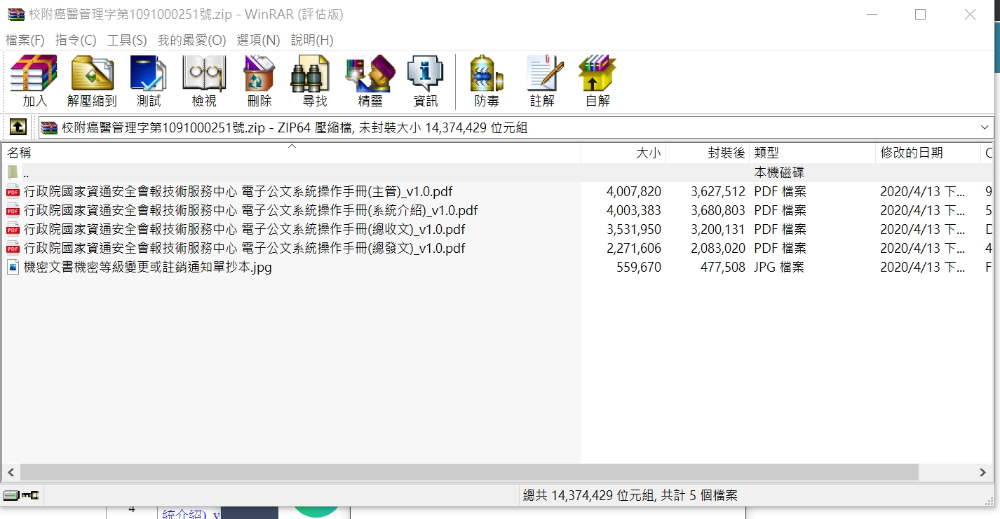 校附癌醫管理字第1091000251號.zip - WinRAR (評估版)
檔案(F) 指令(C) 工具(S) 我的最愛(O) 選項(N) 說明(H)
加入 解壓縮到 測試 檢視 刪除 尋找 精靈 資訊 防毒 註解 自解
校附癌醫管理字第1091000251號.zip - ZIP64 壓縮檔, 未封裝大小 14,374,429 位元組
名稱 大小 封裝後 類型 修改的日期 C
.. 本機磁碟
行政院國家資通安全會報技術服務中心 電子公文系統操作手冊(主管)_v1.0.pdf 4,007,820 3,627,512 PDF 檔案 2020/4/13 下... 9
行政院國家資通安全會報技術服務中心 電子公文系統操作手冊(系統介紹)_v1.0.pdf 4,003,383 3,680,803 PDF 檔案 2020/4/13 下... 5
行政院國家資通安全會報技術服務中心 電子公文系統操作手冊(總收文)_v1.0.pdf 3,531,950 3,200,131 PDF 檔案 2020/4/13 下... D
行政院國家資通安全會報技術服務中心 電子公文系統操作手冊(總發文)_v1.0.pdf 2,271,606 2,083,020 PDF 檔案 2020/4/13 下... 4
機密文書機密等級變更或註銷通知單抄本.jpg 559,670 477,508 JPG 檔案 2020/4/13 下... F
總共 14,374,429 位元組, 共計 5 個檔案
4
統介紹)_v